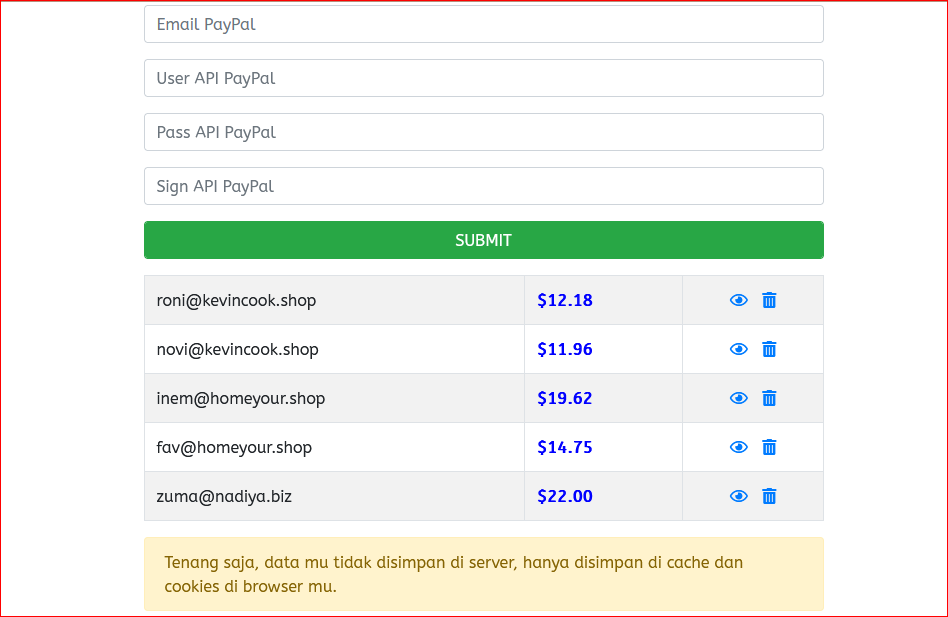 Email PayPal
User API PayPal
Pass API PayPal
Sign API PayPal
SUBMIT
roni@kevincook.shop $12.18
novi@kevincook.shop $11.96
inem@homeyour.shop $19.62
fav@homeyour.shop $14.75
zuma@nadiya.biz $22.00
Tenang saja, data mu tidak disimpan di server, hanya disimpan di cache dan
cookies di browser mu.